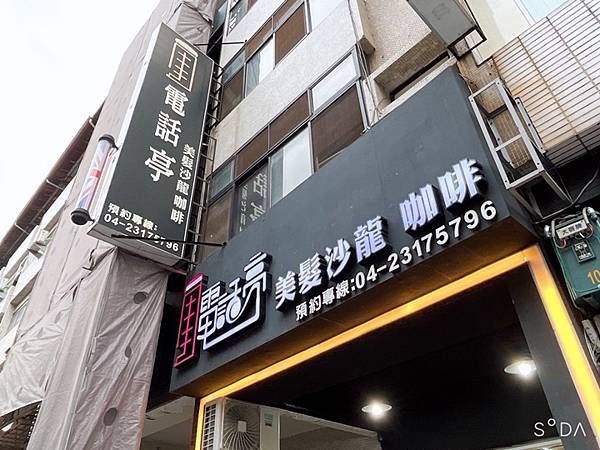 電話亭
美髮沙龍 咖啡
預約專線:
04-23175796
電話亭
美髮沙龍 咖啡
預約專線:04-23175796
SODA